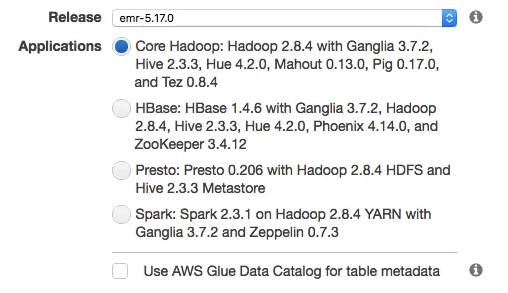 Release emr-5.17.0
Applications Core Hadoop: Hadoop 2.8.4 with Ganglia 3.7.2,
Hive 2.3.3, Hue 4.2.0, Mahout 0.13.0, Pig 0.17.0,
and Tez 0.8.4
HBase: HBase 1.4.6 with Ganglia 3.7.2, Hadoop
2.8.4, Hive 2.3.3, Hue 4.2.0, Phoenix 4.14.0, and
ZooKeeper 3.4.12
Presto: Presto 0.206 with Hadoop 2.8.4 HDFS and
Hive 2.3.3 Metastore
Spark: Spark 2.3.1 on Hadoop 2.8.4 YARN with
Ganglia 3.7.2 and Zeppelin 0.7.3
Use AWS Glue Data Catalog for table metadata